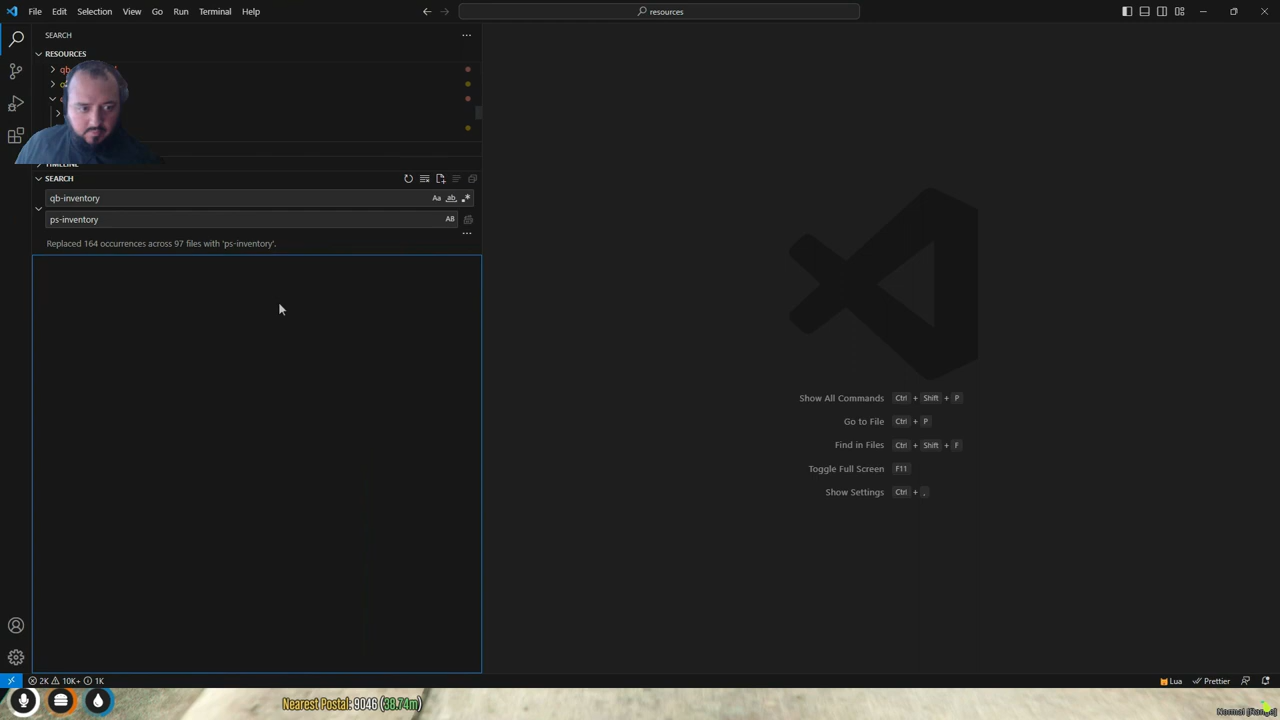 File Edit Selection View Go Run Terminal Help
resources
SEARCH
RESOURCES
TIMELINE
SEARCH
qb-inventory
Aa ab
ps-inventory
AB
Replaced 164 occurrences across 97 files with 'ps-inventory'.
Show All Commands Ctrl + Shift + P
Go to File Ctrl + P
Find in Files Ctrl + Shift + F
Toggle Full Screen F11
Show Settings Ctrl + ,
2K 10K+ 1K
Lua Prettier
Nearest Postal: 9046 (38.74m)